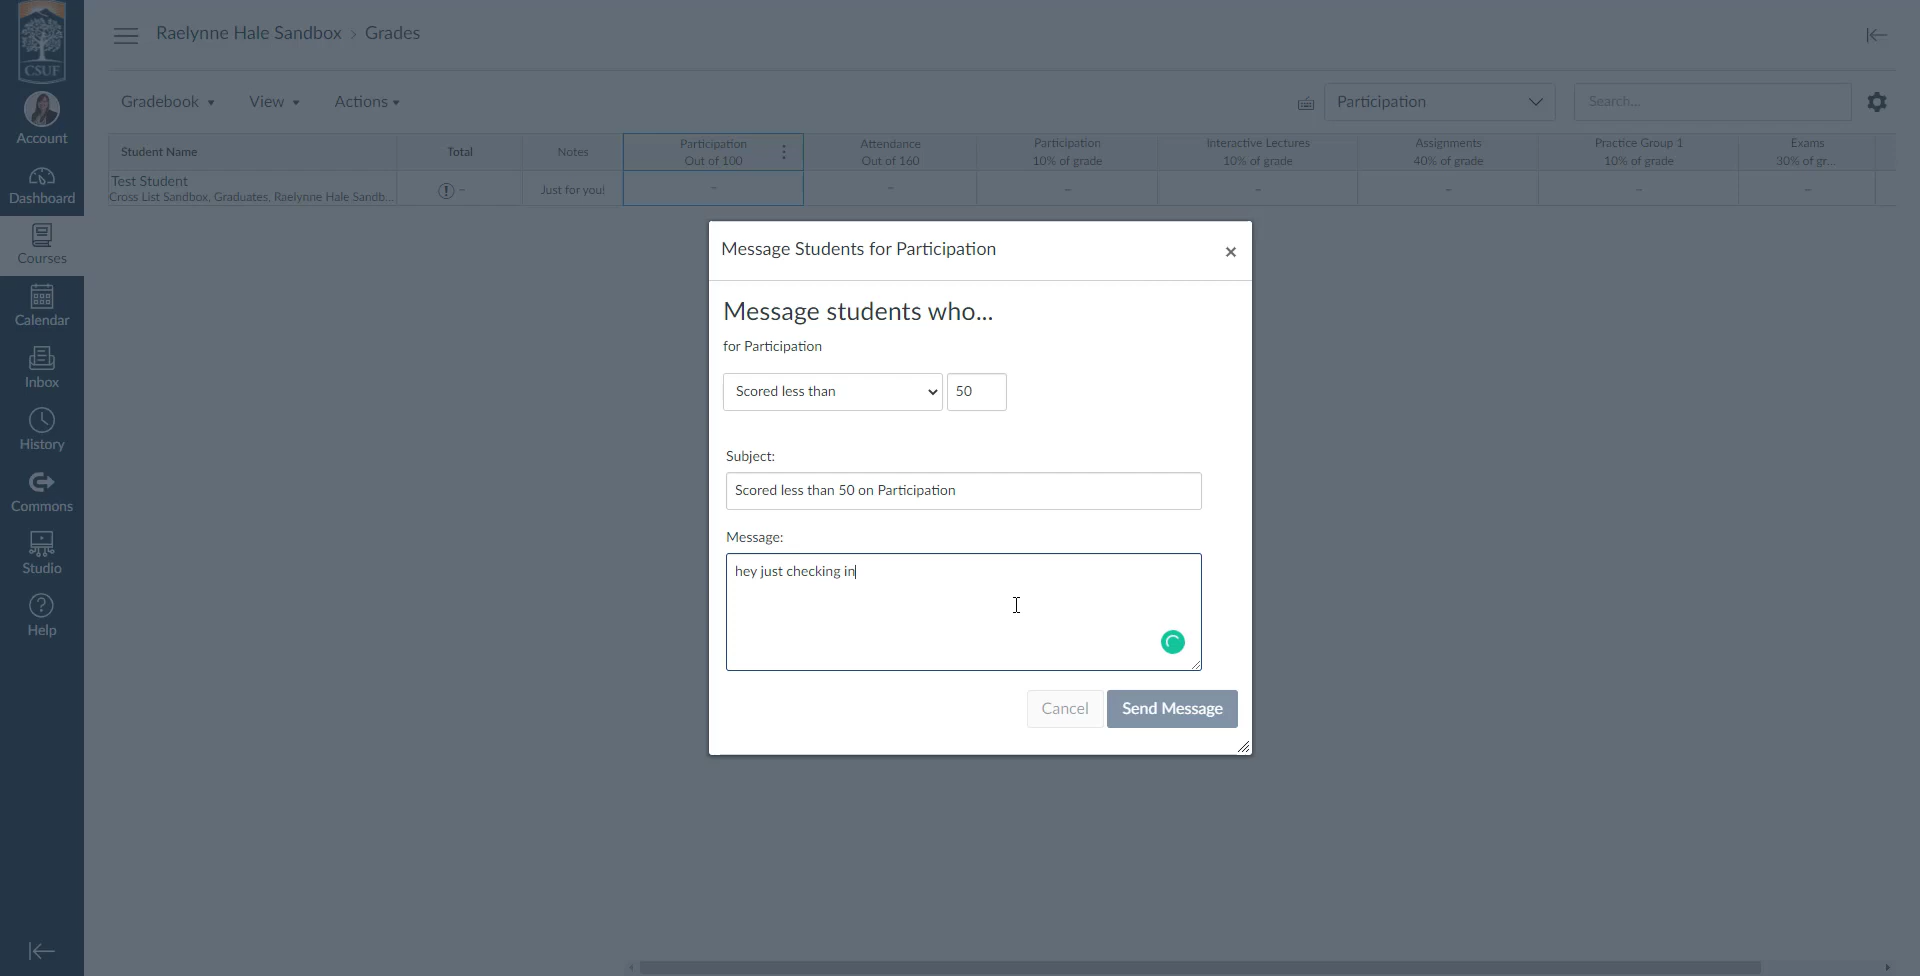 CSUF
Raelynne Hale Sandbox › Grades
Account
Dashboard
Courses
Calendar
Inbox
History
Commons
Studio
Help
Gradebook
View
Actions
Participation
Search...
Student Name
Total
Notes
Participation
Out of 100
Attendance
Out of 160
Participation
10% of grade
Interactive Lectures
10% of grade
Assignments
40% of grade
Practice Group 1
10% of grade
Exams
30% of gr...
Test Student
Cross List Sandbox, Graduates, Raelynne Hale Sandb...
–
Just for you!
–
–
–
–
–
–
–
Message Students for Participation
×
Message students who...
for Participation
Scored less than
50
Subject:
Scored less than 50 on Participation
Message:
hey just checking in
Cancel
Send Message